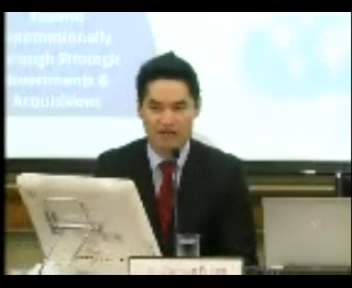 Expand
Internationally
Through Strategic
Investments &
Acquisitions